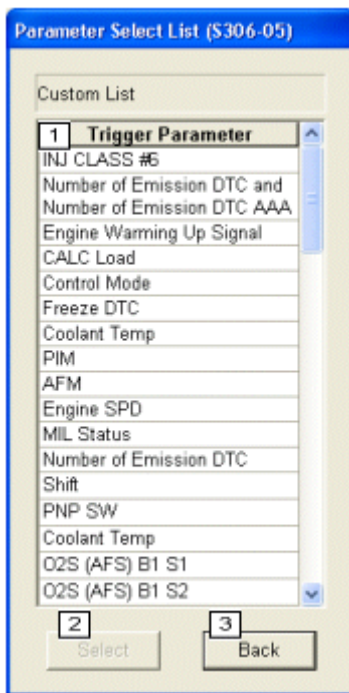 Parameter Select List (S306-05)
Custom List
1 Trigger Parameter
INJ CLASS #6
Number of Emission DTC and
Number of Emission DTC AAA
Engine Warming Up Signal
CALC Load
Control Mode
Freeze DTC
Coolant Temp
PIM
AFM
Engine SPD
MIL Status
Number of Emission DTC
Shift
PNP SW
Coolant Temp
O2S (AFS) B1 S1
O2S (AFS) B1 S2
2 3
Select Back